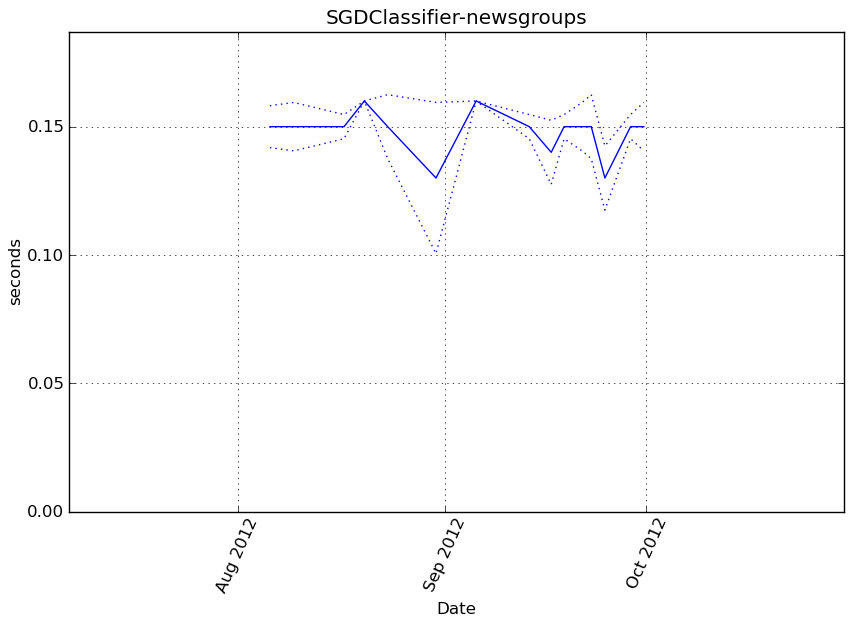 SGDClassifier-newsgroups
0.15
0.10
0.05
0.00
seconds
Aug 2012
Sep 2012
Oct 2012
Date